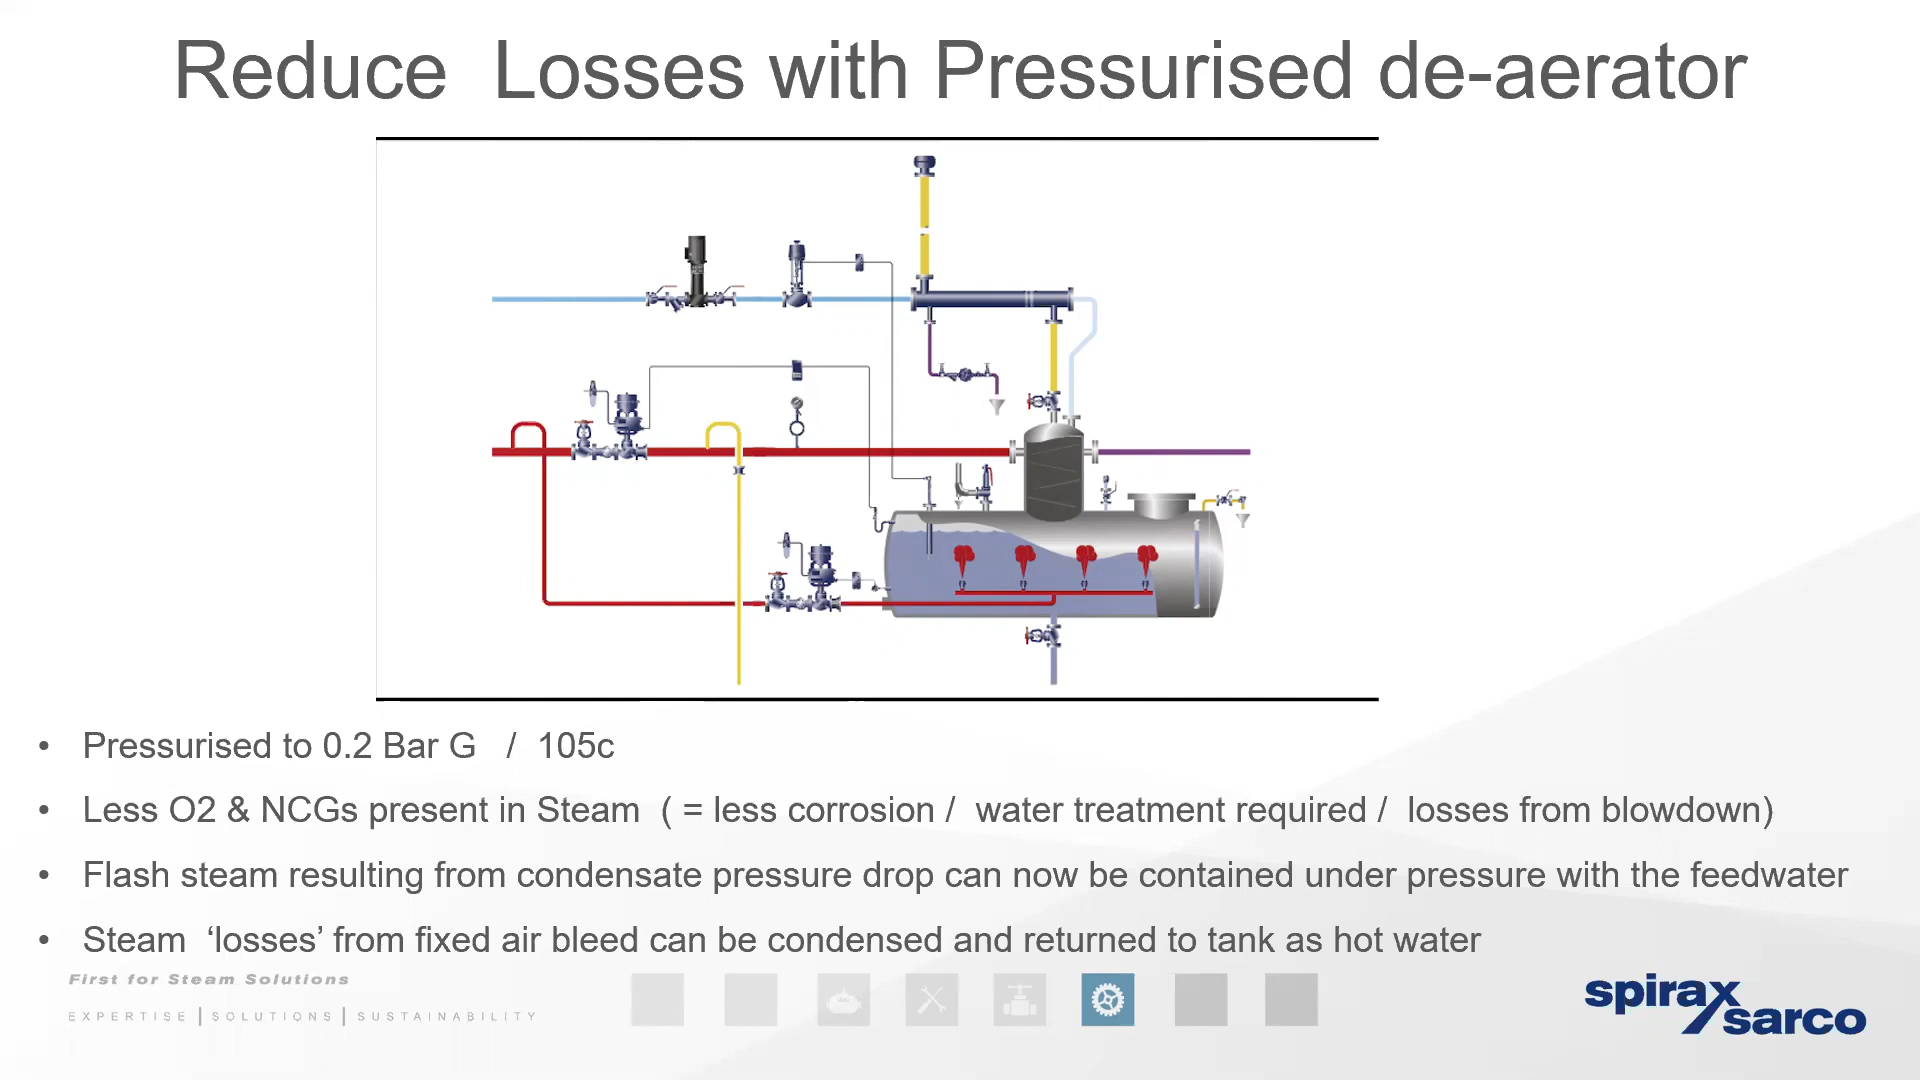 Reduce  Losses with Pressurised de-aerator
• Pressurised to 0.2 Bar G   /  105c
• Less O2 & NCGs present in Steam  ( = less corrosion /  water treatment required /  losses from blowdown)
• Flash steam resulting from condensate pressure drop can now be contained under pressure with the feedwater
• Steam  ‘losses’ from fixed air bleed can be condensed and returned to tank as hot water
First for Steam Solutions
EXPERTISE | SOLUTIONS | SUSTAINABILITY
spirax
sarco